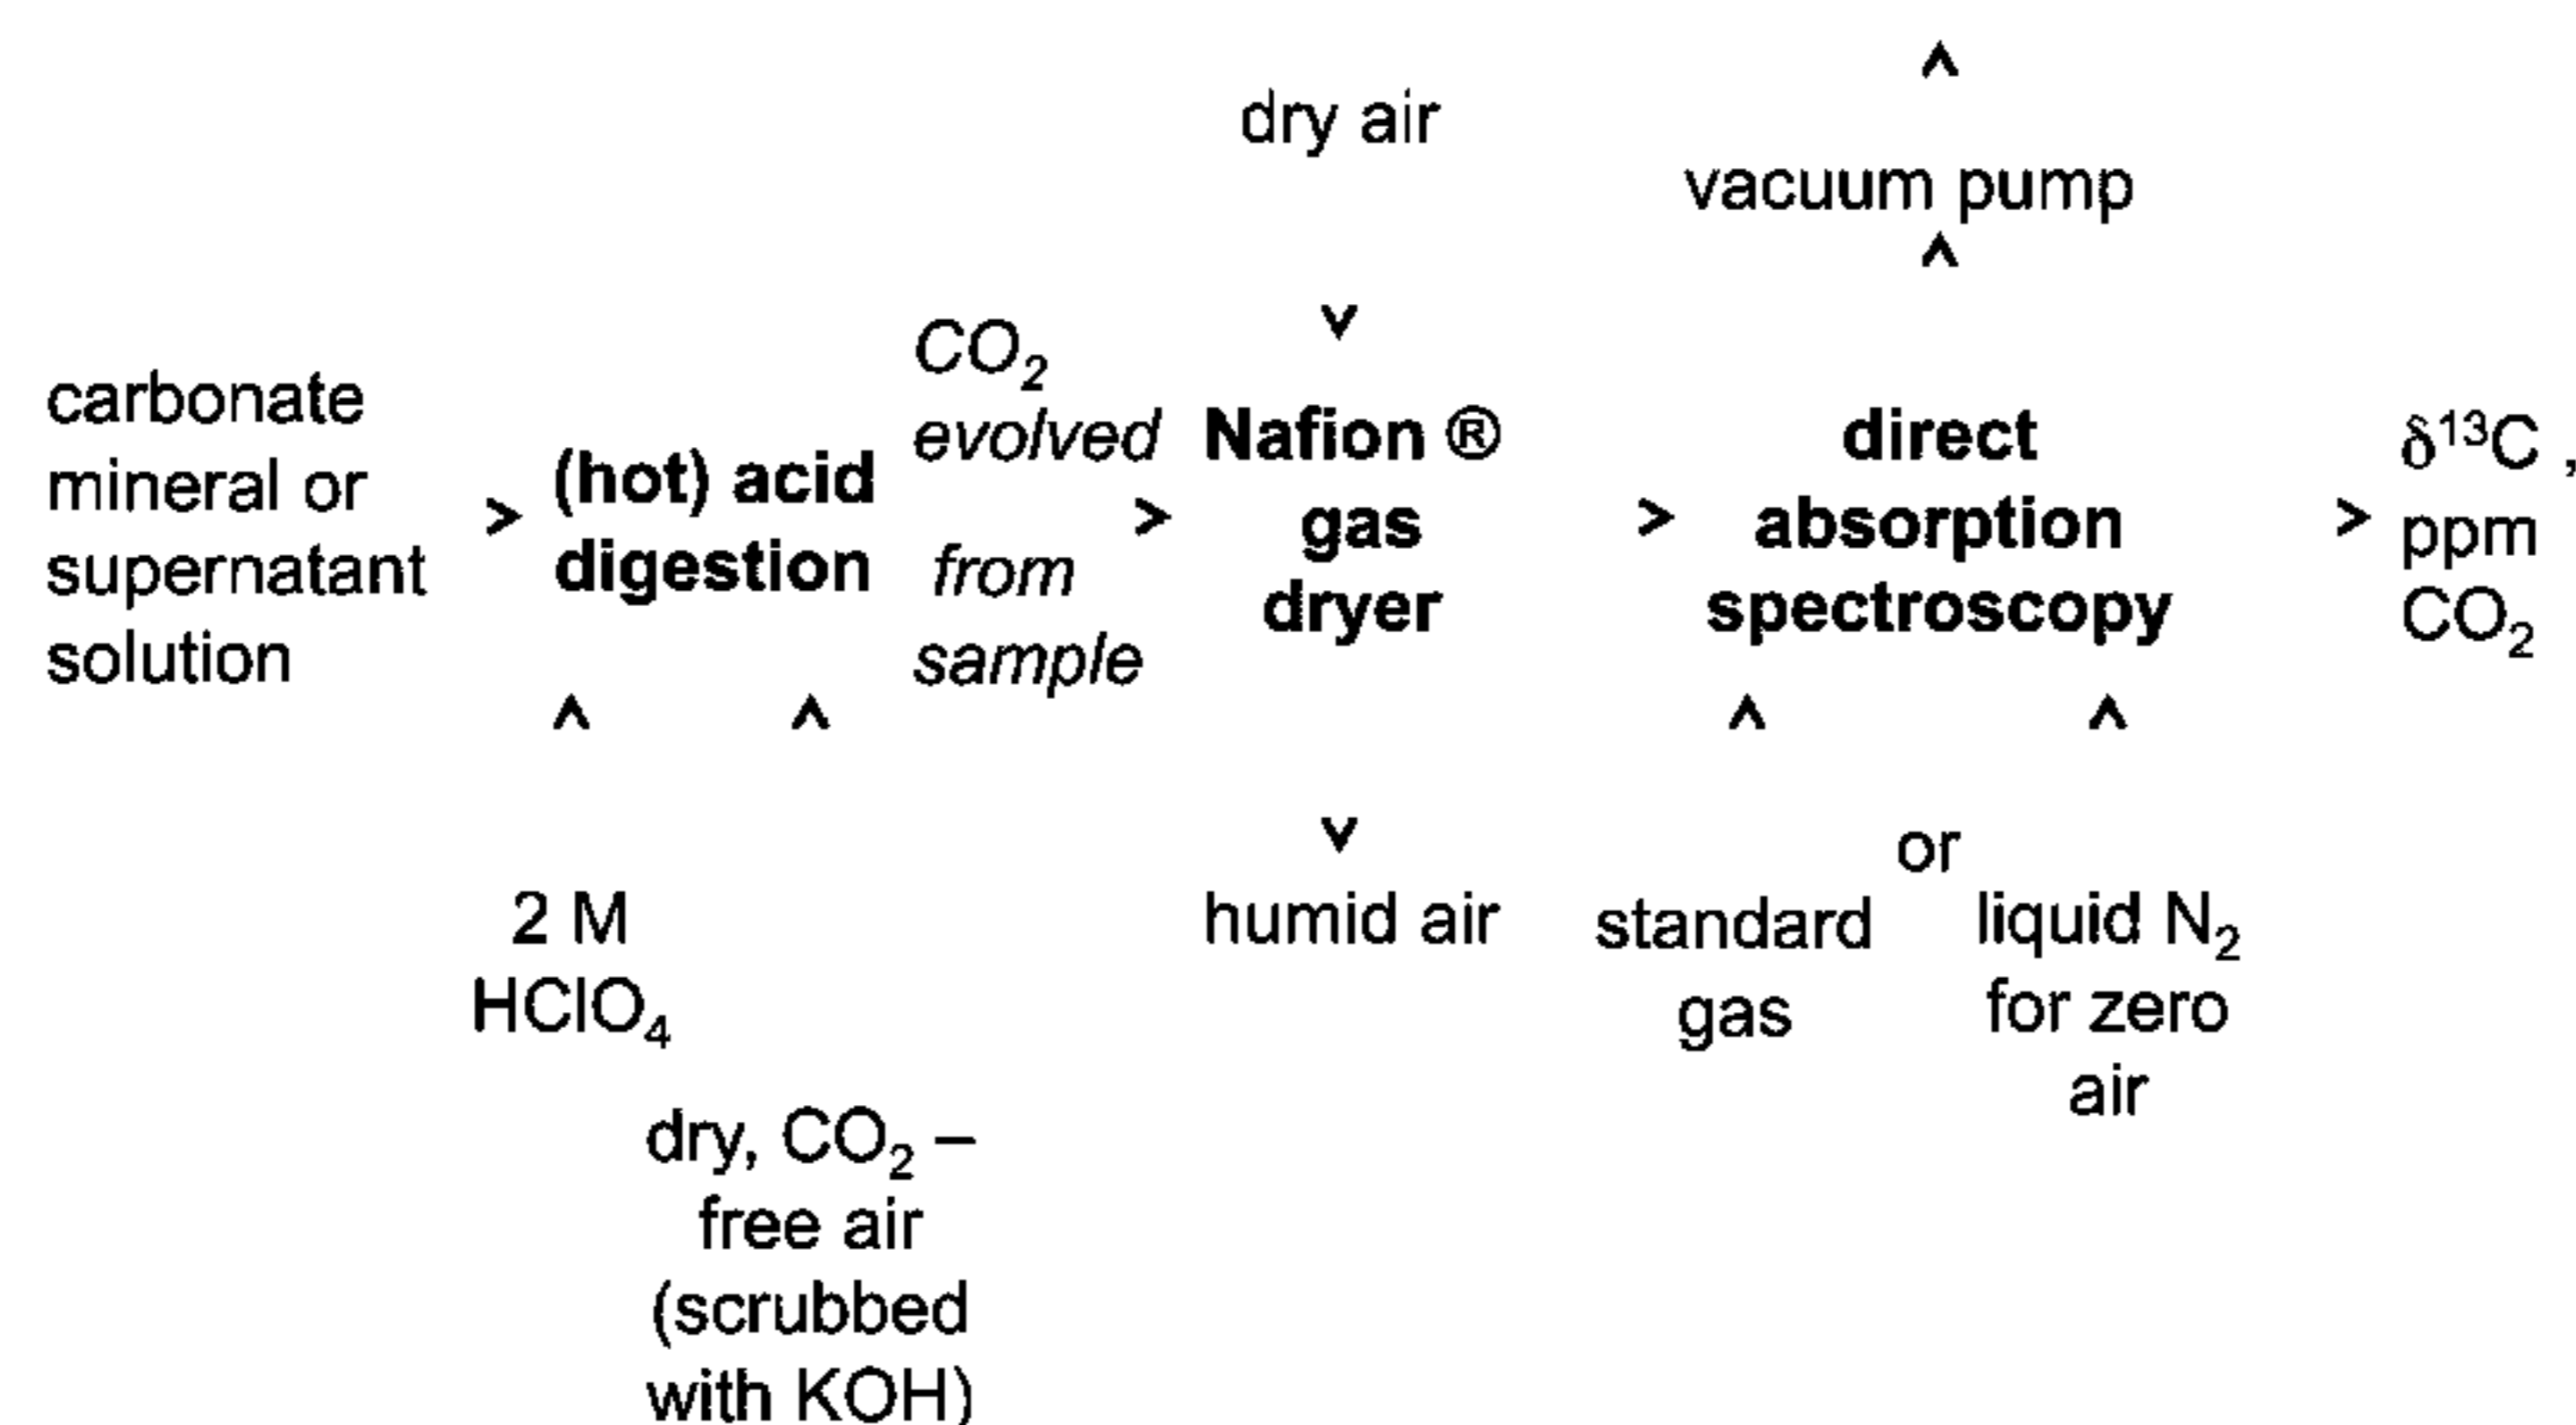 dry air
vacuum pump
carbonate
mineral or
supernatant
solution
>
(hot) acid
digestion
CO₂
evolved
from
sample
>
Nafion ®
gas
dryer
>
direct
absorption
spectroscopy
>
δ¹³C ,
ppm
CO₂
2 M
HClO₄
dry, CO₂ –
free air
(scrubbed
with KOH)
humid air
standard
gas
or
liquid N₂
for zero
air